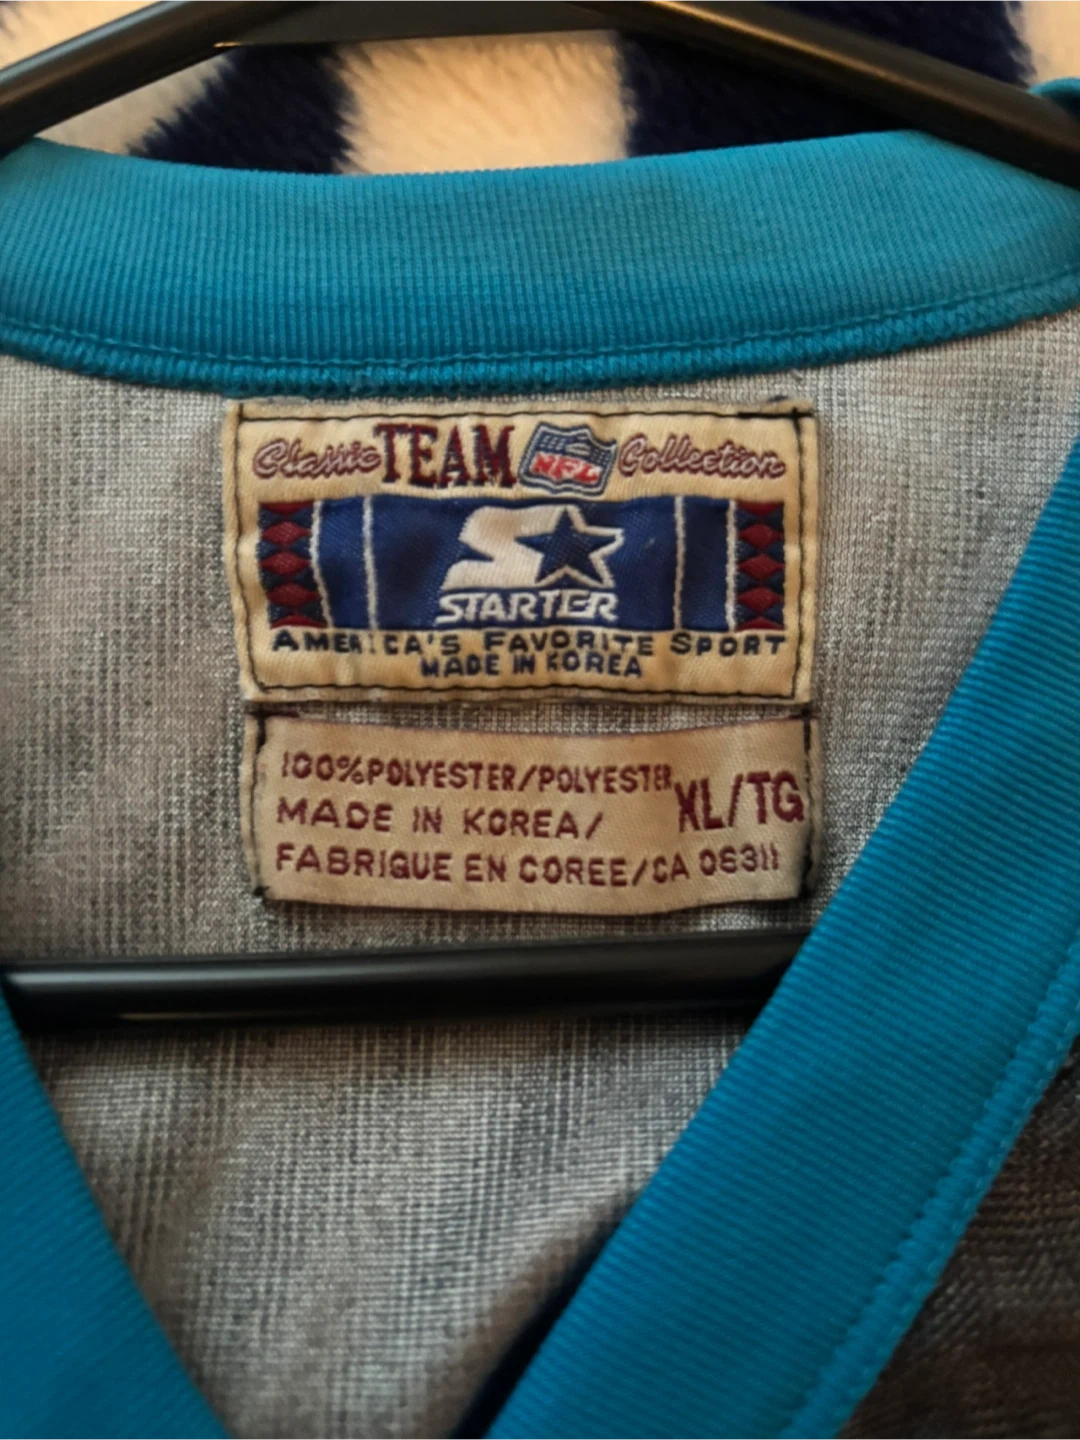 Classic TEAM NFL Collection
STARTER
AMERICA'S FAVORITE SPORT
MADE IN KOREA
100%POLYESTER/POLYESTER
XL/TG
MADE IN KOREA/
FABRIQUE EN COREE/CA 06311